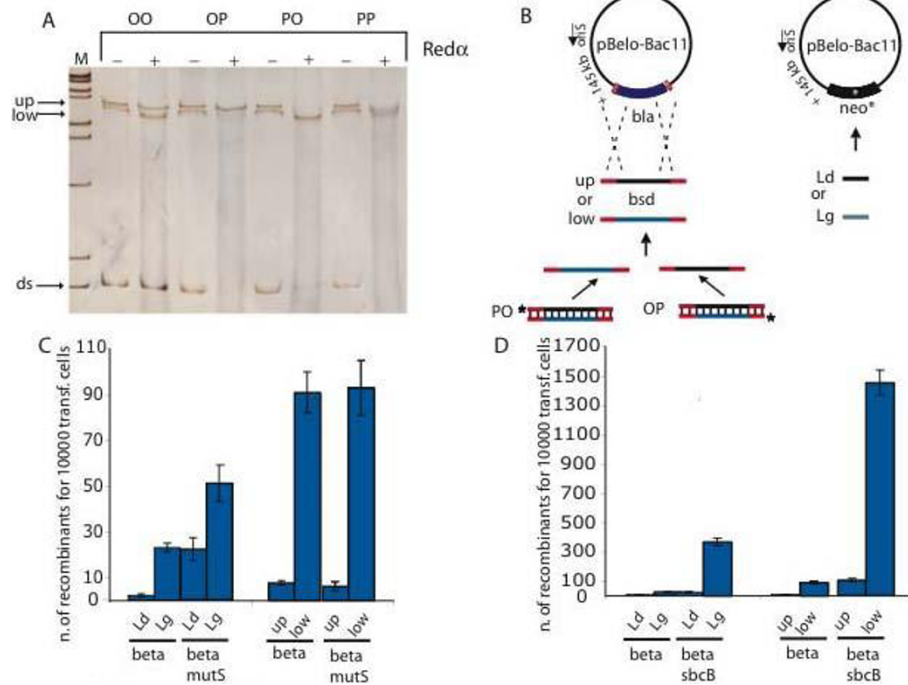 A
OO OP PO PP
Redα
M − + − + − + − +
up
low
ds
B
oriS
pBelo-Bac11
+ 145 kb
bla
up
or
low
bsd
PO *
OP
*
oriS
pBelo-Bac11
+ 145 kb
*
neo*
Ld
or
Lg
C
n. of recombinants for 10000 transf. cells
110
90
70
50
30
10
0
Ld Lg Ld Lg up low up low
beta beta beta beta
mutS mutS
D
n. of recombinants for 10000 transf. cells
1700
1500
1300
1100
900
700
500
300
100
0
Ld Lg Ld Lg up low up low
beta beta beta beta
sbcB sbcB